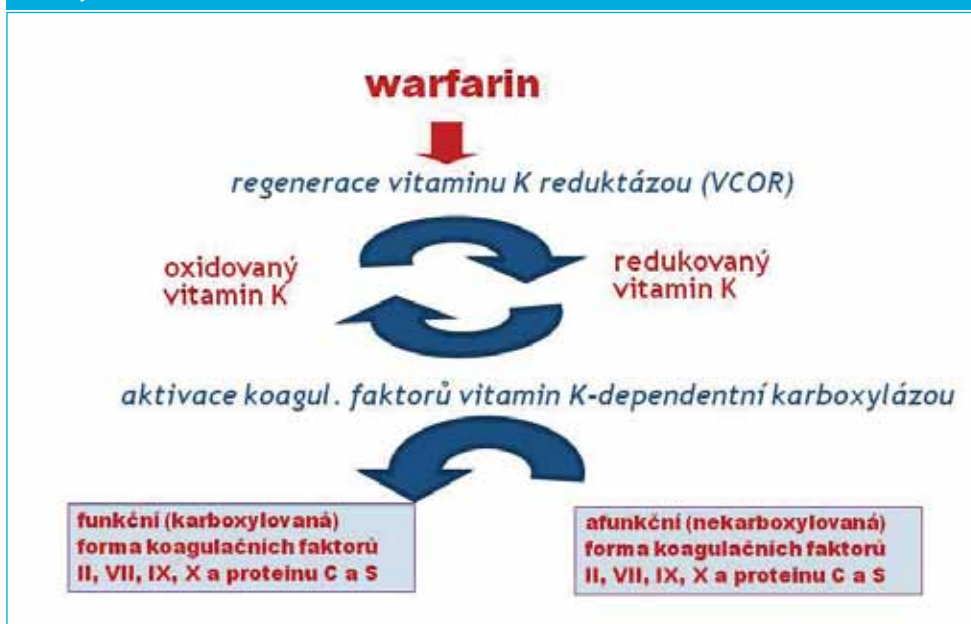 warfarin
regenerace vitaminu K reduktázou (VCOR)
oxidovaný
vitamin K
redukovaný
vitamin K
aktivace koagul. faktorů vitamin K-dependentní karboxylázou
funkční (karboxylovaná)
forma koagulačních faktorů
II, VII, IX, X a proteinu C a S
afunkční (nekarboxylovaná)
forma koagulačních faktorů
II, VII, IX, X a proteinu C a S